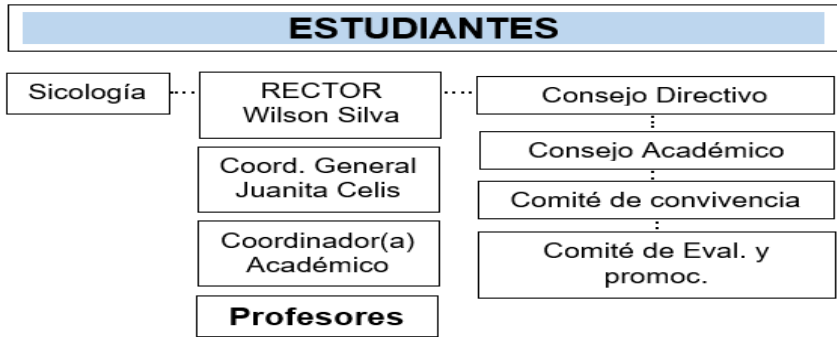 ESTUDIANTES
Sicología
RECTOR
Wilson Silva
Coord. General
Juanita Celis
Coordinador(a)
Académico
Profesores
Consejo Directivo
Consejo Académico
Comité de convivencia
Comité de Eval. y
promoc.